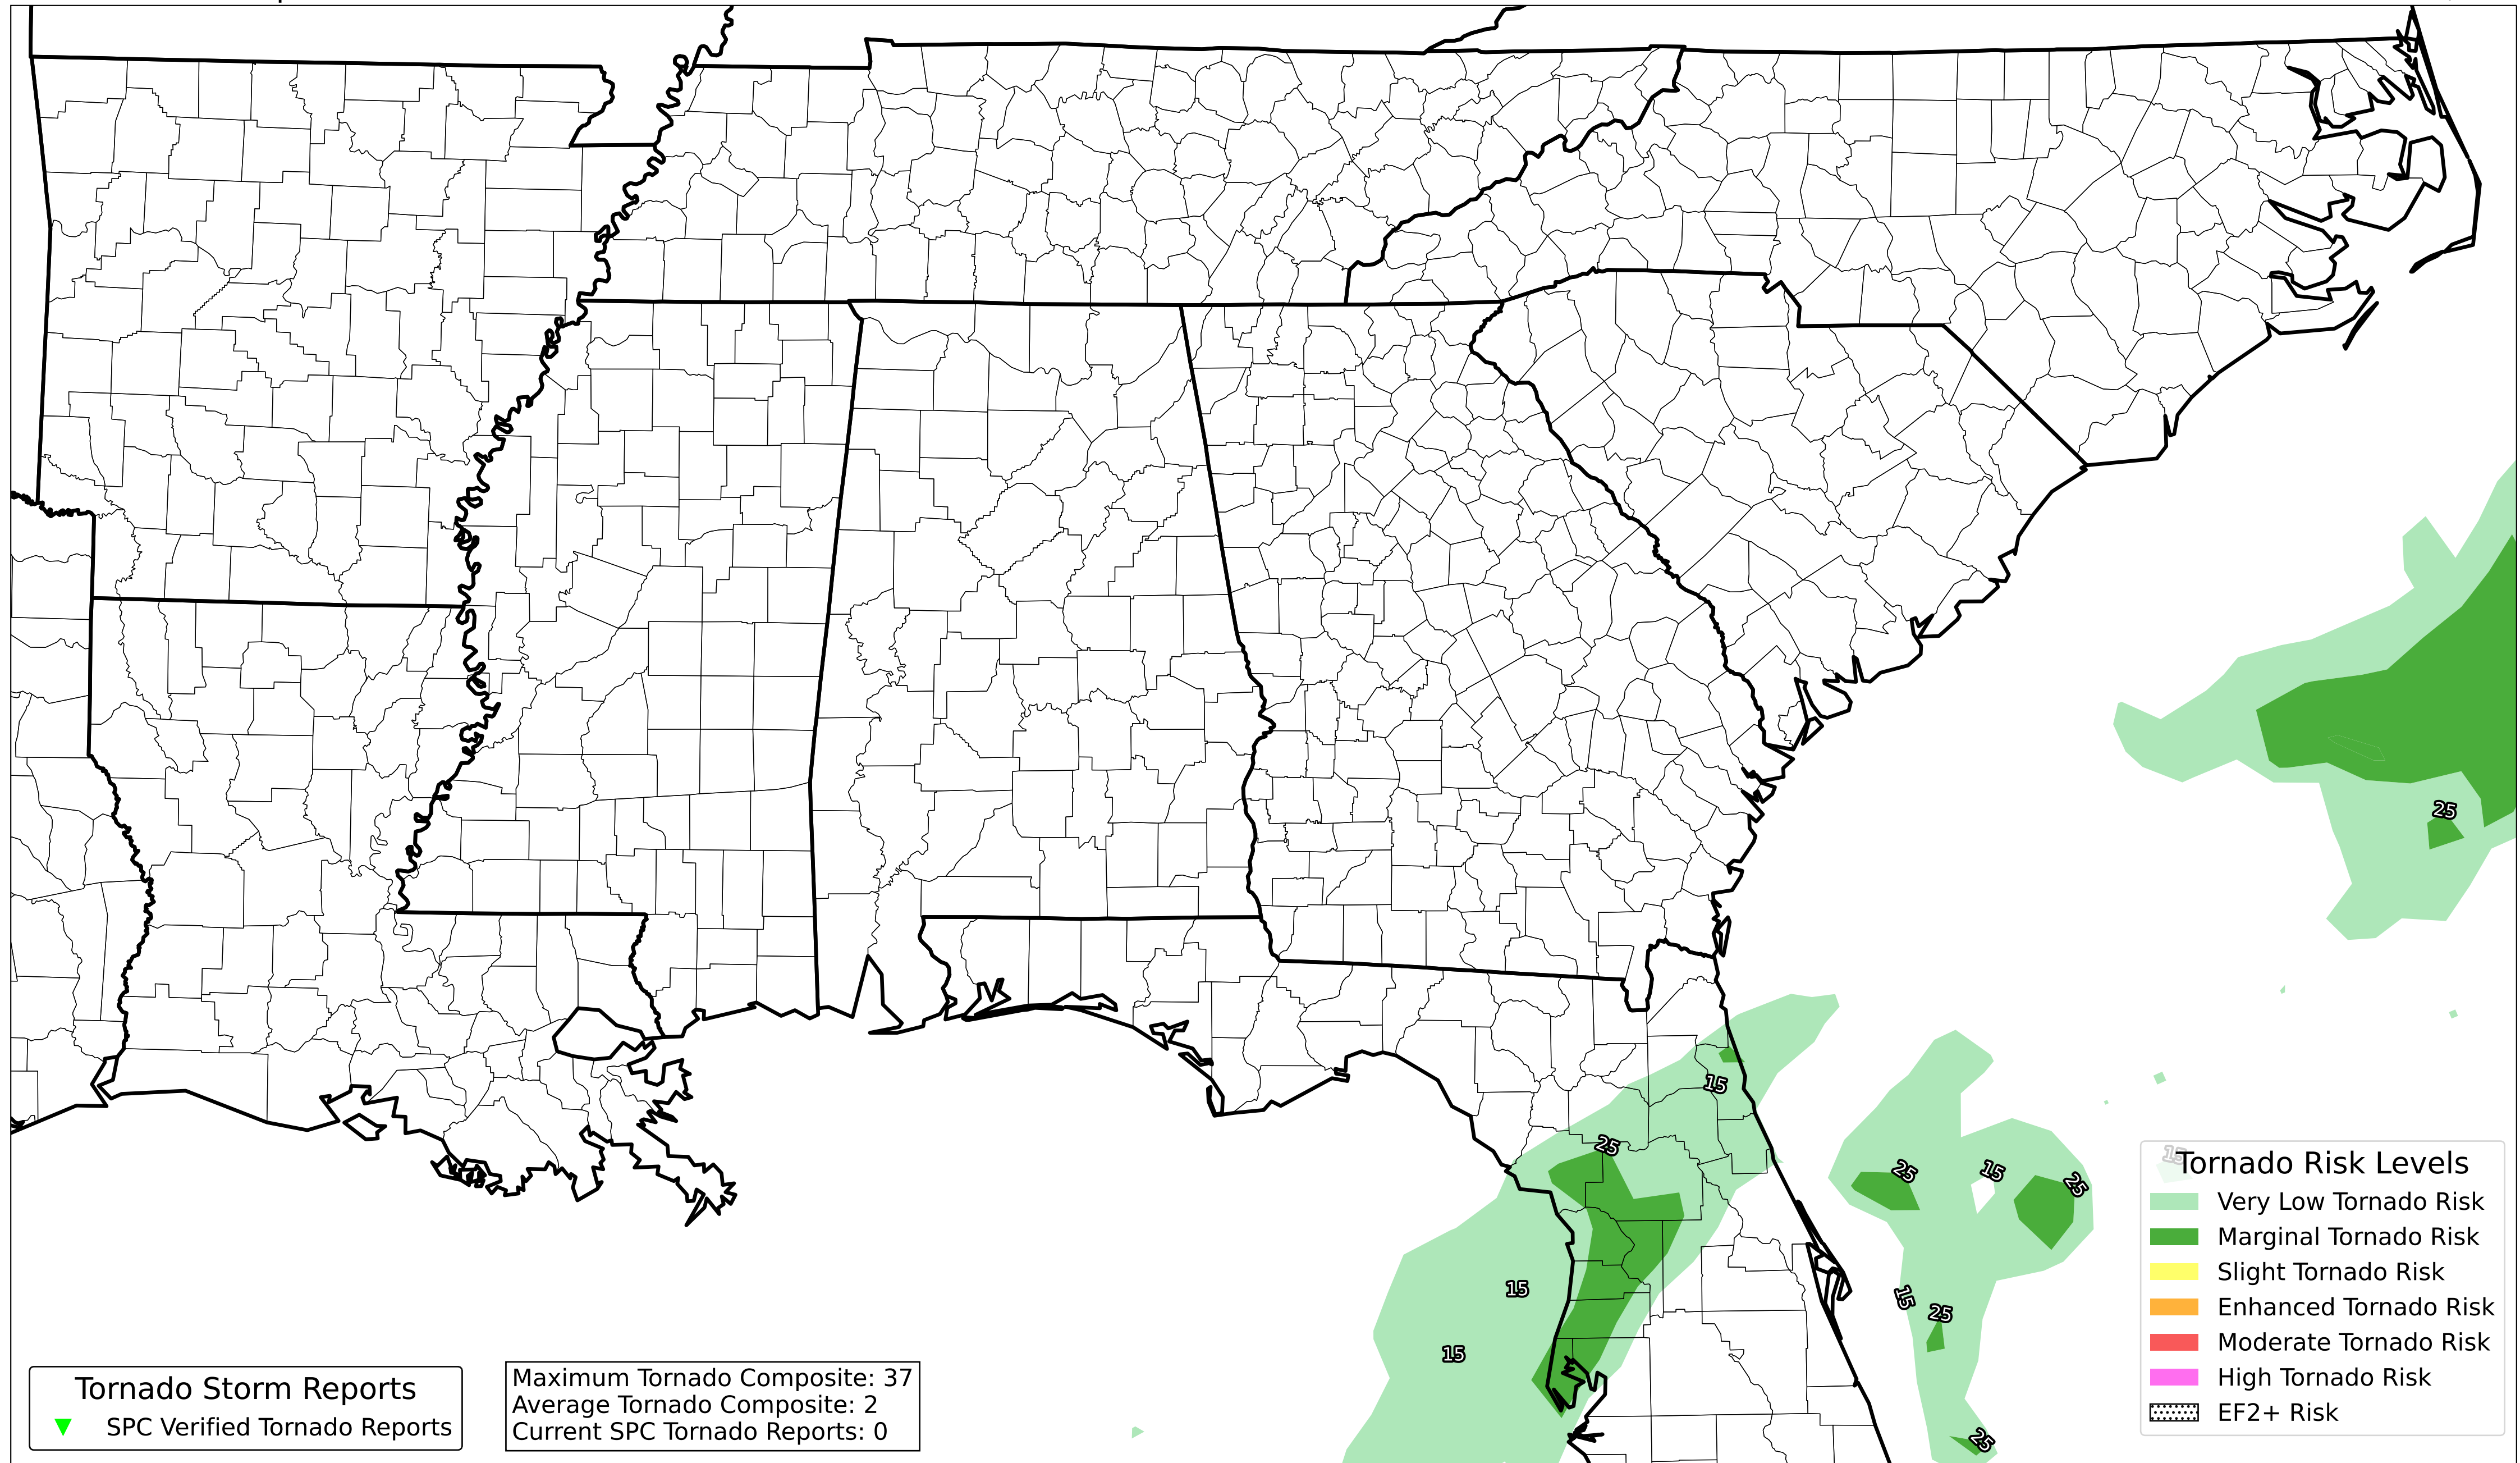 25
15
25
25
15
25
15
15
25
15
25
15
Tornado Risk Levels
Very Low Tornado Risk
Marginal Tornado Risk
Slight Tornado Risk
Enhanced Tornado Risk
Moderate Tornado Risk
High Tornado Risk
EF2+ Risk
Tornado Storm Reports
SPC Verified Tornado Reports
Maximum Tornado Composite: 37
Average Tornado Composite: 2
Current SPC Tornado Reports: 0